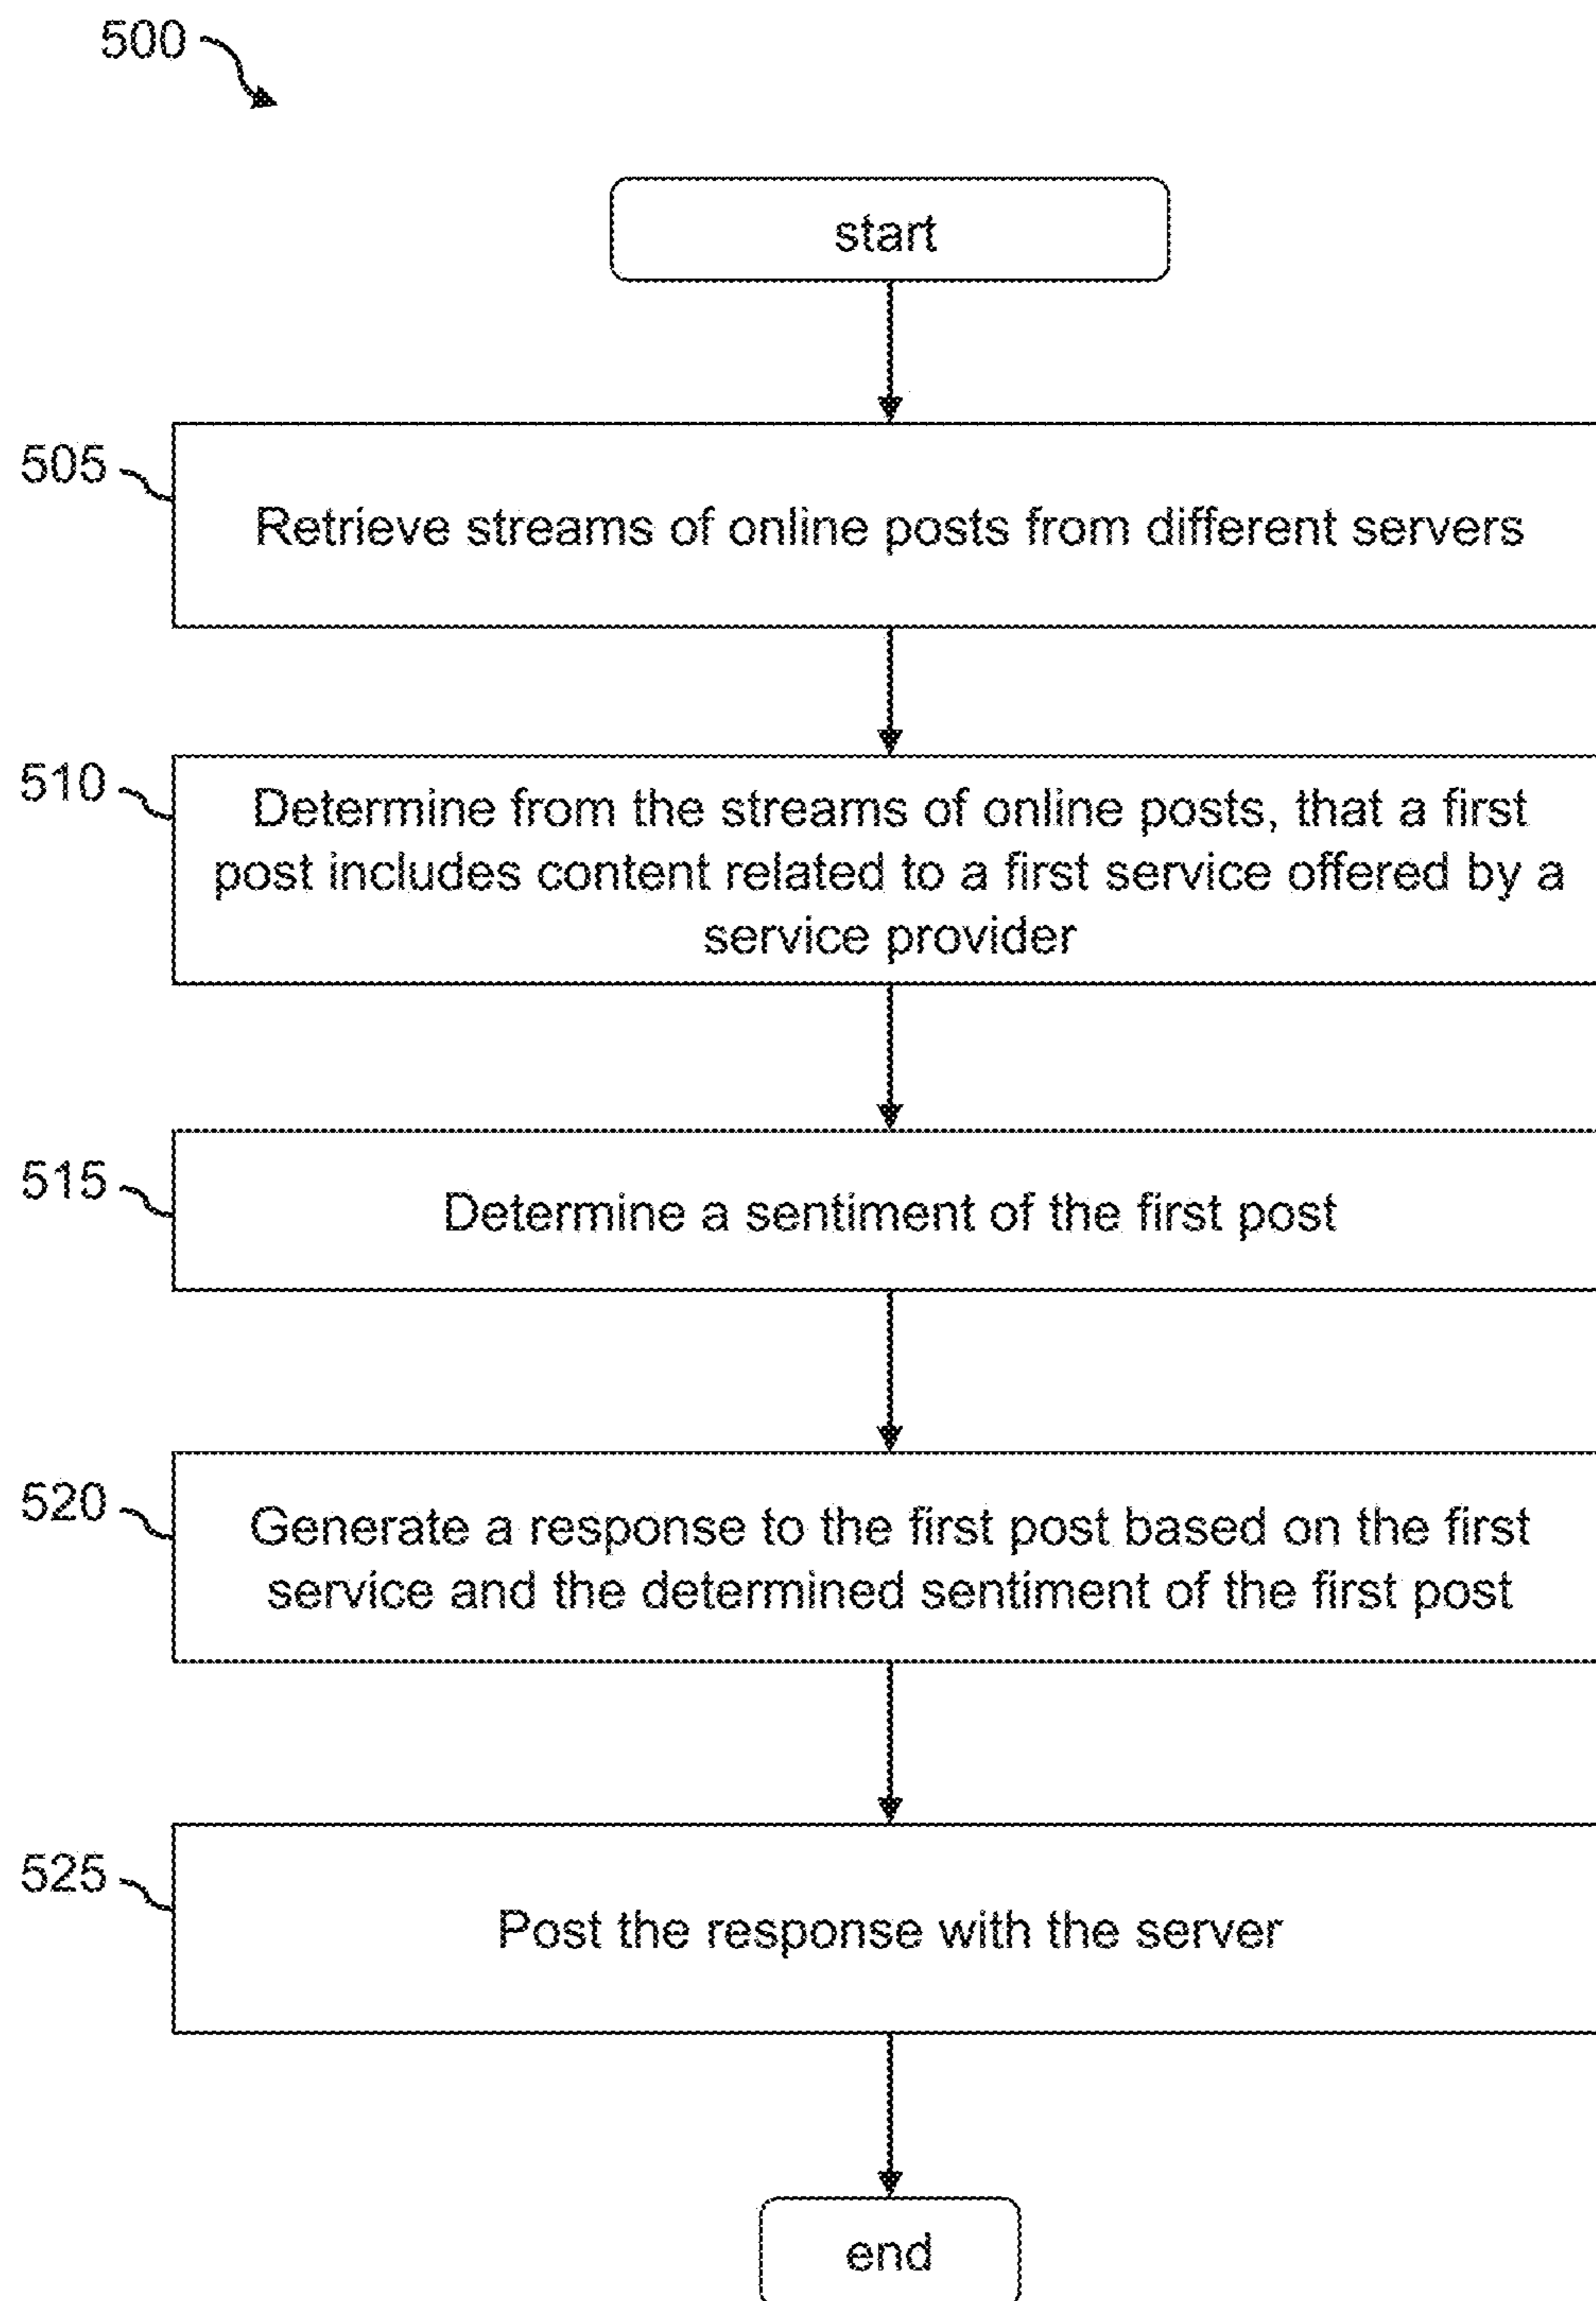 500
start
505
Retrieve streams of online posts from different servers
510
Determine from the streams of online posts, that a first
post includes content related to a first service offered by a
service provider
515
Determine a sentiment of the first post
520
Generate a response to the first post based on the first
service and the determined sentiment of the first post
525
Post the response with the server
end